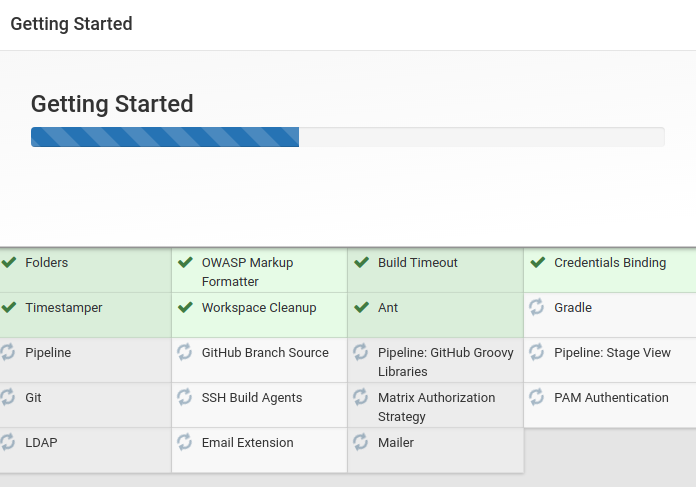 Getting Started
Getting Started
Folders
OWASP Markup
Formatter
Build Timeout
Credentials Binding
Timestamper
Workspace Cleanup
Ant
Gradle
Pipeline
GitHub Branch Source
Pipeline: GitHub Groovy
Libraries
Pipeline: Stage View
Git
SSH Build Agents
Matrix Authorization
Strategy
PAM Authentication
LDAP
Email Extension
Mailer